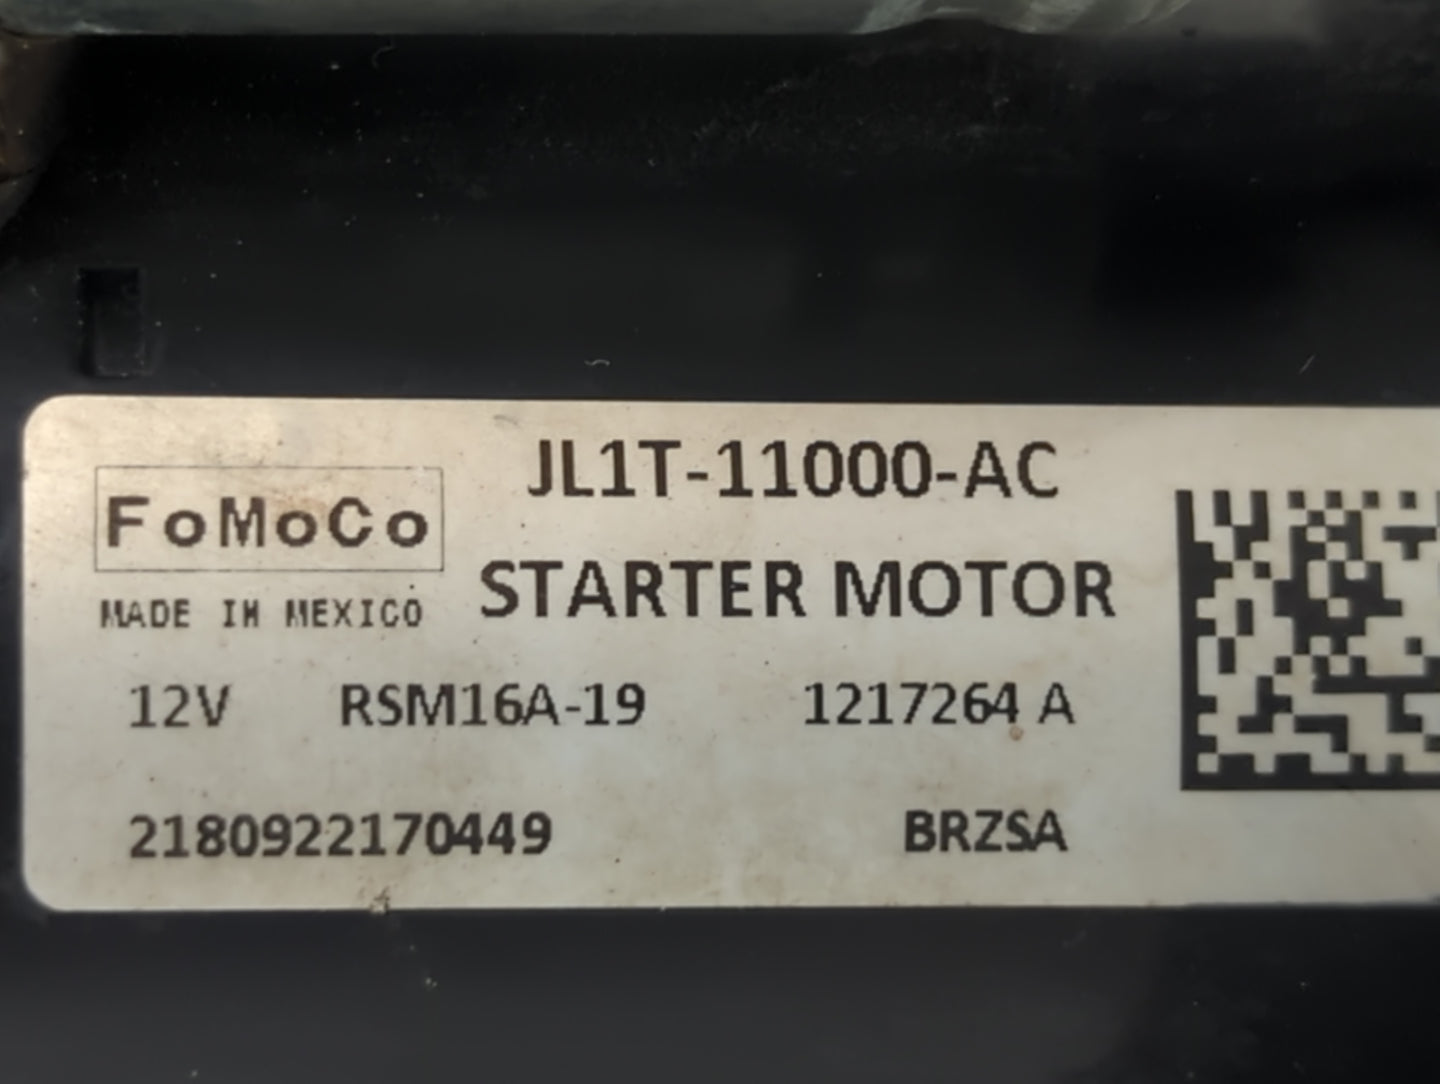 JL1T-11000-AC
FoMoCo
STARTER MOTOR
MADE IN MEXICO
12V RSM16A-19 1217264 A
2180922170449 BRZSA